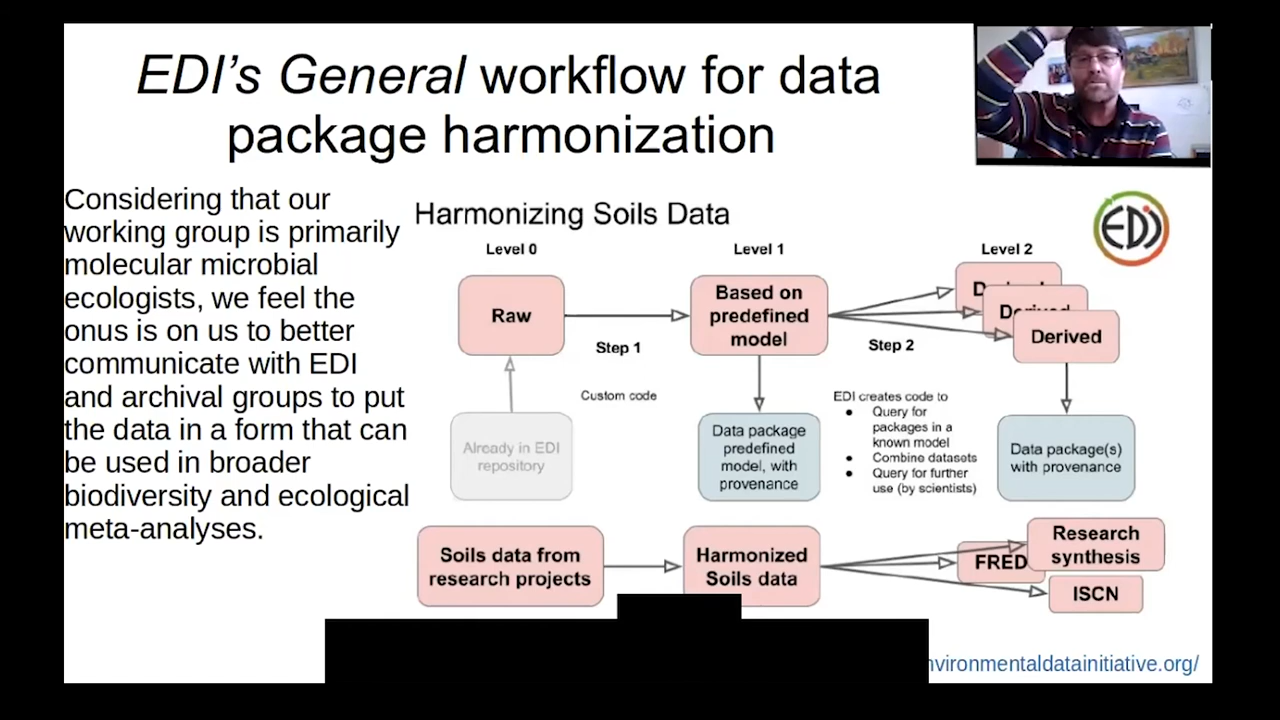 EDI’s General workflow for data
package harmonization
Considering that our
working group is primarily
molecular microbial
ecologists, we feel the
onus is on us to better
communicate with EDI
and archival groups to put
the data in a form that can
be used in broader
biodiversity and ecological
meta-analyses.
Harmonizing Soils Data
EDI
Level 0
Level 1
Level 2
Raw
Step 1
Custom code
Based on
predefined
model
Step 2
Derived
Already in EDI
repository
Data package
predefined
model, with
provenance
EDI creates code to
● Query for
packages in a
known model
● Combine datasets
● Query for further
use (by scientists)
Data package(s)
with provenance
Soils data from
research projects
Harmonized
Soils data
Research
synthesis
FRED
ISCN
nvironmentaldatainitiative.org/